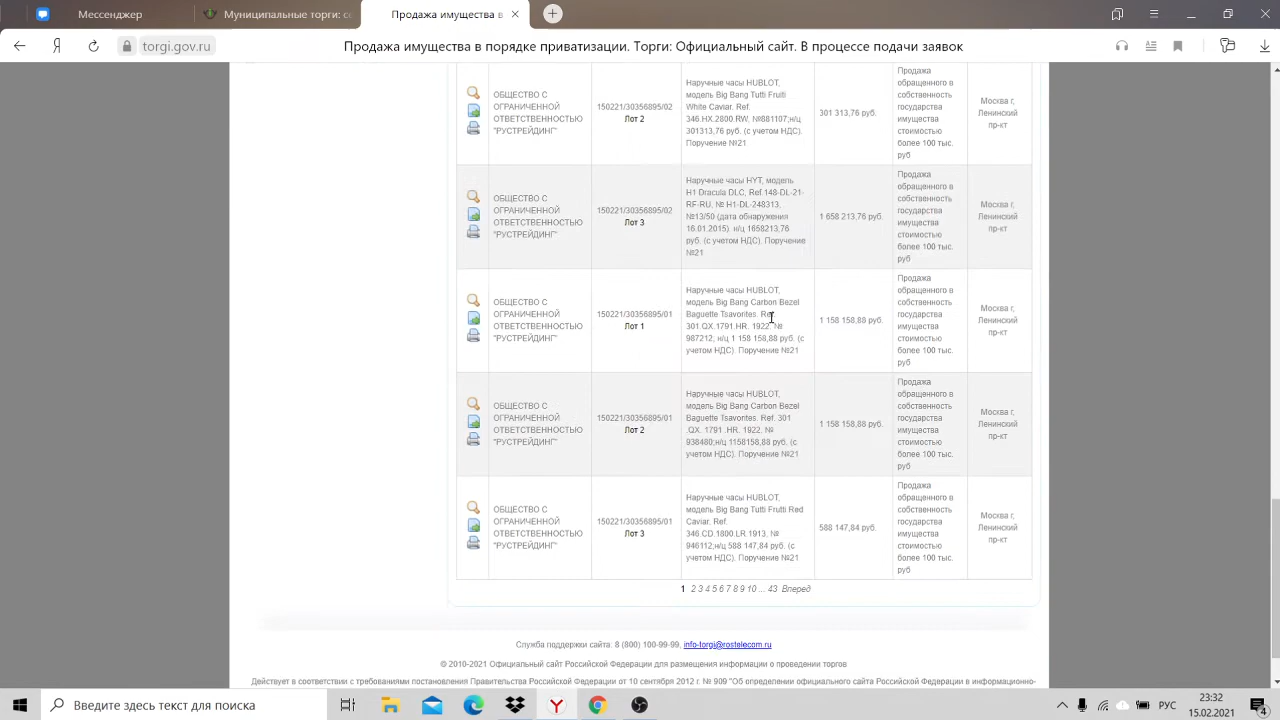 Мессенджер
Муниципальные торги: с
Продажа имущества в
torgi.gov.ru
Продажа имущества в порядке приватизации. Торги: Официальный сайт. В процессе подачи заявок
ОБЩЕСТВО С
ОГРАНИЧЕННОЙ
ОТВЕТСТВЕННОСТЬЮ
"РУСТРЕЙДИНГ"
150221/30356895/02
Лот 2
Наручные часы HUBLOT,
модель Big Bang Tutti Fruiti
White Caviar. Ref.
346.HX.2800.RW, №881107;н/ц
301313,76 руб. (с учетом НДС).
Поручение №21
301 313,76 руб.
Продажа
обращенного в
собственность
государства
имущества
стоимостью
более 100 тыс.
руб
Москва г,
Ленинский
пр-кт
ОБЩЕСТВО С
ОГРАНИЧЕННОЙ
ОТВЕТСТВЕННОСТЬЮ
"РУСТРЕЙДИНГ"
150221/30356895/02
Лот 3
Наручные часы HYT, модель
H1 Dracula DLC, Ref.148-DL-21-
RF-RU, № H1-DL-248313,
№13/50 (дата обнаружения
16.01.2015). н/ц 1658213,76
руб. (с учетом НДС). Поручение
№21
1 658 213,76 руб.
Продажа
обращенного в
собственность
государства
имущества
стоимостью
более 100 тыс.
руб
Москва г,
Ленинский
пр-кт
ОБЩЕСТВО С
ОГРАНИЧЕННОЙ
ОТВЕТСТВЕННОСТЬЮ
"РУСТРЕЙДИНГ"
150221/30356895/01
Лот 1
Наручные часы HUBLOT,
модель Big Bang Carbon Bezel
Baguette Tsavorites. Ref.
301.QX.1791.HR. 1922, №
987212; н/ц 1 158 158,88 руб. (с
учетом НДС). Поручение №21
1 158 158,88 руб.
Продажа
обращенного в
собственность
государства
имущества
стоимостью
более 100 тыс.
руб
Москва г,
Ленинский
пр-кт
ОБЩЕСТВО С
ОГРАНИЧЕННОЙ
ОТВЕТСТВЕННОСТЬЮ
"РУСТРЕЙДИНГ"
150221/30356895/01
Лот 2
Наручные часы HUBLOT,
модель Big Bang Carbon Bezel
Baguette Tsavorites. Ref. 301
.QX. 1791 .HR. 1922, №
938480;н/ц 1158158,88 руб. (с
учетом НДС). Поручение №21
1 158 158,88 руб.
Продажа
обращенного в
собственность
государства
имущества
стоимостью
более 100 тыс.
руб
Москва г,
Ленинский
пр-кт
ОБЩЕСТВО С
ОГРАНИЧЕННОЙ
ОТВЕТСТВЕННОСТЬЮ
"РУСТРЕЙДИНГ"
150221/30356895/01
Лот 3
Наручные часы HUBLOT,
модель Big Bang Tutti Frutti Red
Caviar. Ref.
346.CD.1800.LR.1913, №
946112;н/ц 588 147,84 руб. (с
учетом НДС). Поручение №21
588 147,84 руб.
Продажа
обращенного в
собственность
государства
имущества
стоимостью
более 100 тыс.
руб
Москва г,
Ленинский
пр-кт
1 2 3 4 5 6 7 8 9 10 ... 43 Вперед
Служба поддержки сайта: 8 (800) 100-99-99, info-torgi@rostelecom.ru
© 2010-2021 Официальный сайт Российской Федерации для размещения информации о проведении торгов
Действует в соответствии с требованиями постановления Правительства Российской Федерации от 10 сентября 2012 г. № 909 "Об определении официального сайта Российской Федерации в информационно-
Введите здесь текст для поиска
РУС
23:32
15.02.2021
4